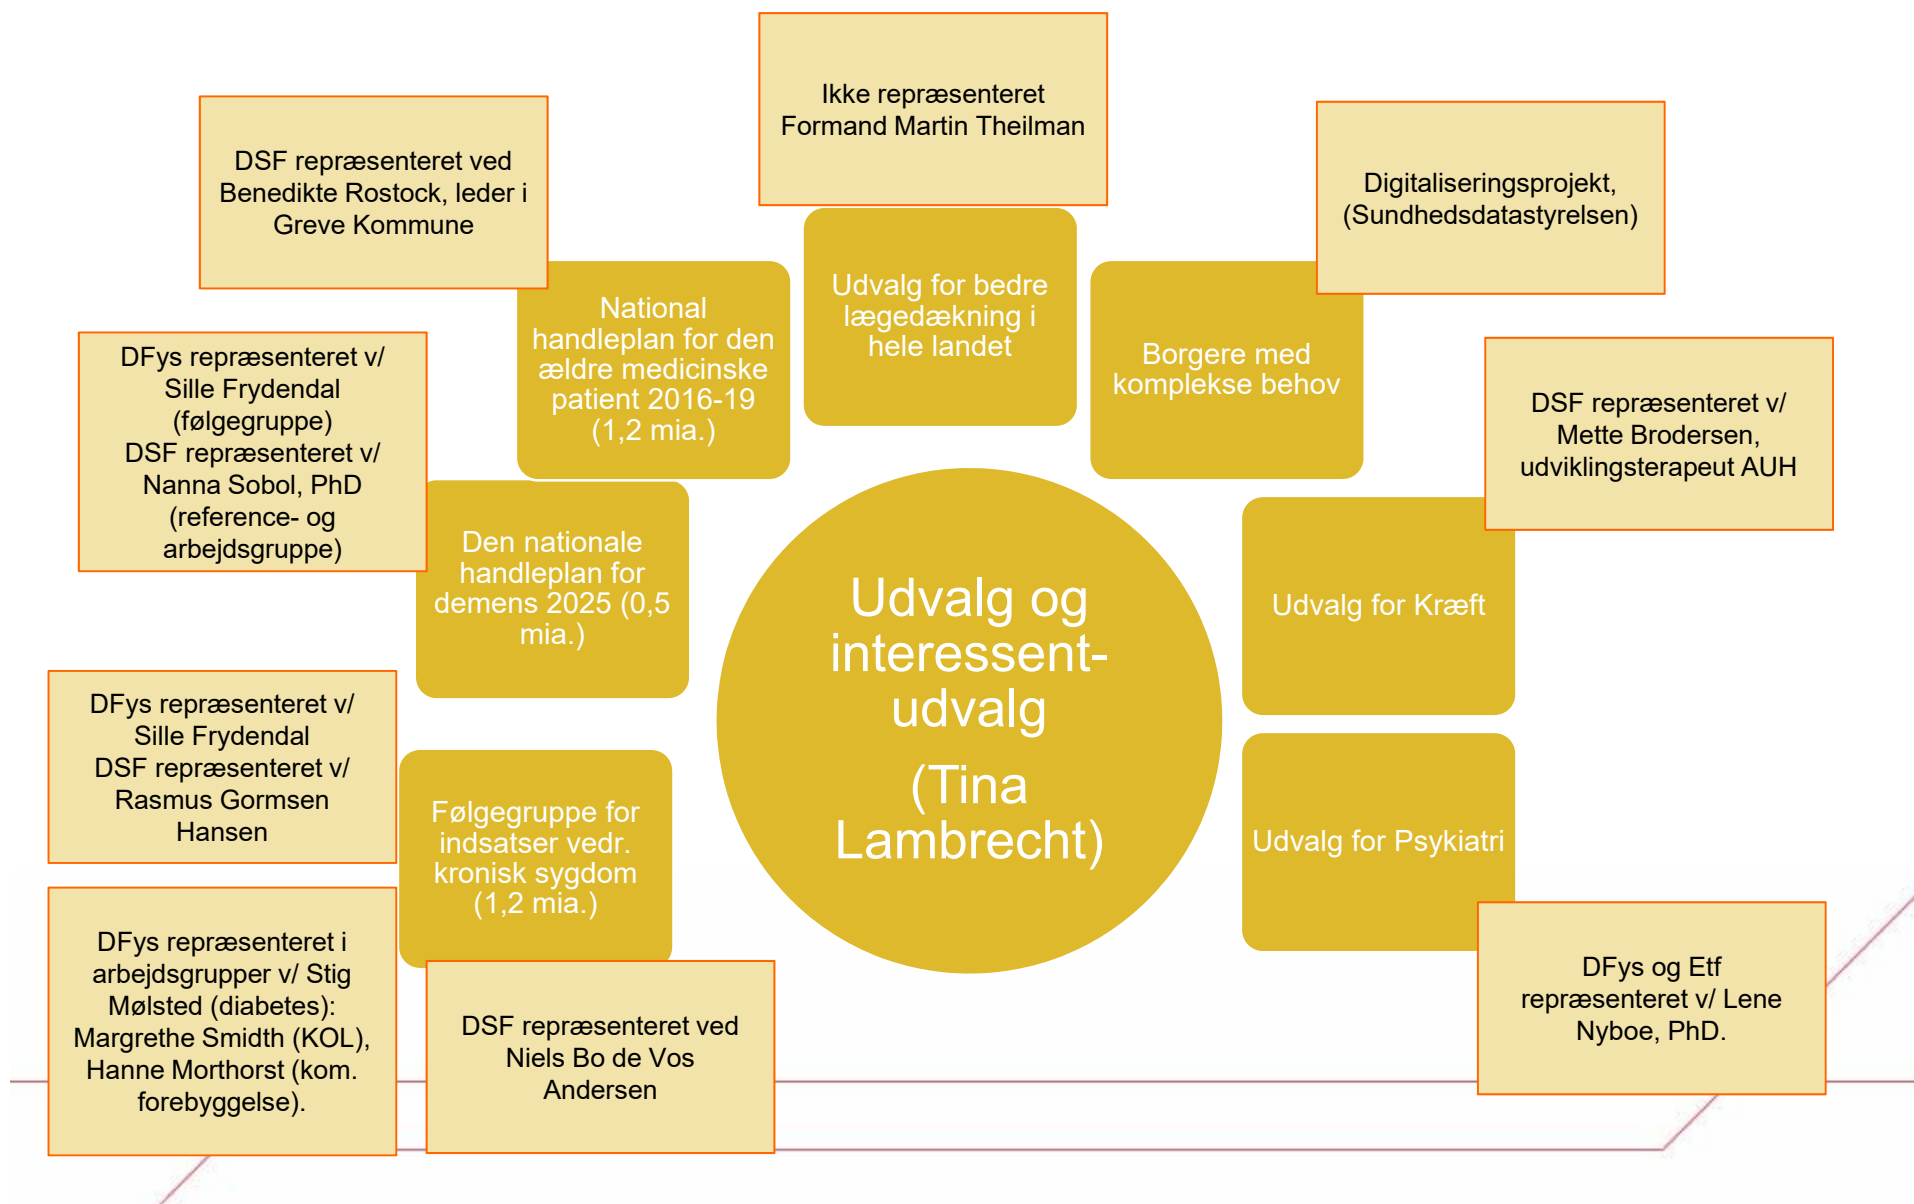 Ikke repræsenteret
Formand Martin Theilman
DSF repræsenteret ved
Benedikte Rostock, leder i
Greve Kommune
Digitaliseringsprojekt,
(Sundhedsdatastyrelsen)
Udvalg for bedre
lægedækning i
hele landet
National
handleplan for den
ældre medicinske
patient 2016-19
(1,2 mia.)
Borgere med
komplekse behov
DFys repræsenteret v/
Sille Frydendal
(følgegruppe)
DSF repræsenteret v/
Nanna Sobol, PhD
(reference- og
arbejdsgruppe)
DSF repræsenteret v/
Mette Brodersen,
udviklingsterapeut AUH
Den nationale
handleplan for
demens 2025 (0,5
mia.)
Udvalg og
interessent-
udvalg
(Tina
Lambrecht)
Udvalg for Kræft
DFys repræsenteret v/
Sille Frydendal
DSF repræsenteret v/
Rasmus Gormsen
Hansen
Følgegruppe for
indsatser vedr.
kronisk sygdom
(1,2 mia.)
Udvalg for Psykiatri
DFys repræsenteret i
arbejdsgrupper v/ Stig
Mølsted (diabetes):
Margrethe Smidth (KOL),
Hanne Morthorst (kom.
forebyggelse).
DSF repræsenteret ved
Niels Bo de Vos
Andersen
DFys og Etf
repræsenteret v/ Lene
Nyboe, PhD.